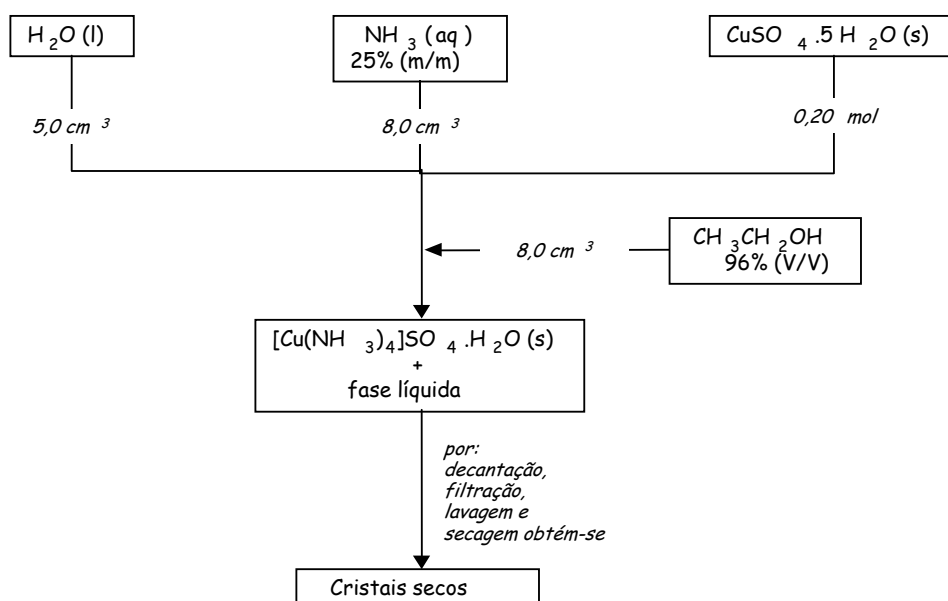 H2O (l)
NH3 (aq)
25% (m/m)
CuSO4.5 H2O (s)
5,0 cm3
8,0 cm3
0,20 mol
8,0 cm3
CH3CH2OH
96% (V/V)
[Cu(NH3)4]SO4.H2O (s)
+
fase líquida
por:
decantação,
filtração,
lavagem e
secagem obtém-se
Cristais secos